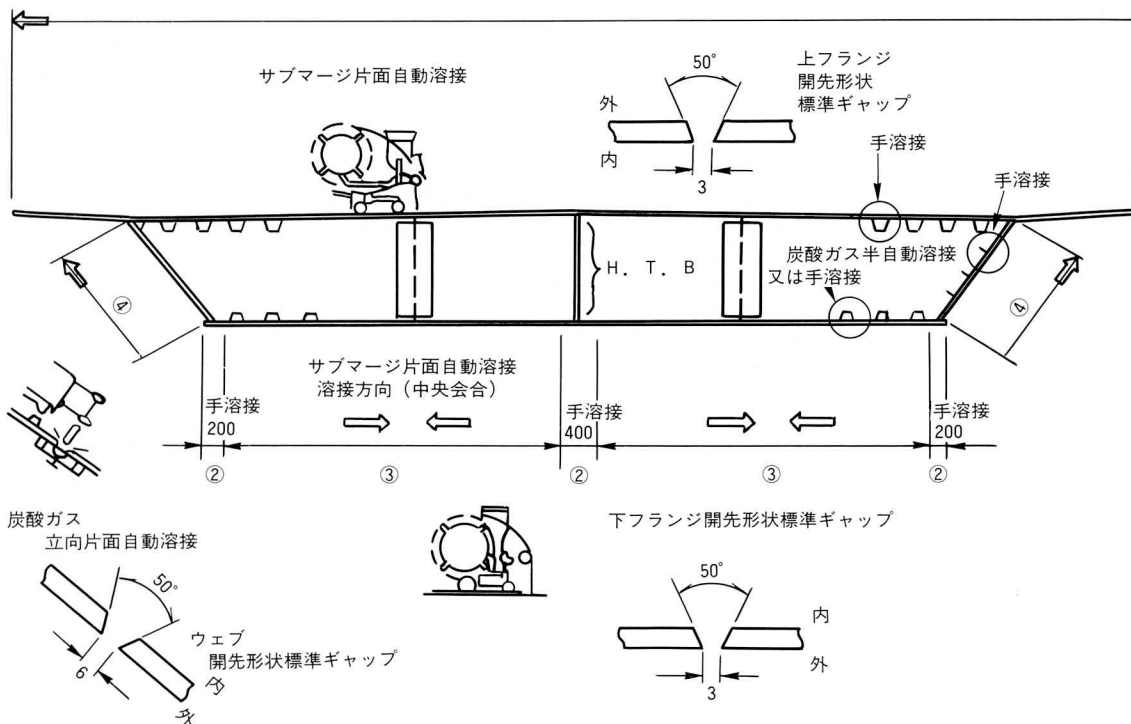 サブマージ片面自動溶接
50°
上フランジ
開先形状
標準ギャップ
外
内
3
手溶接
手溶接
H．T．B
炭酸ガス半自動溶接
又は手溶接
④
④
サブマージ片面自動溶接
溶接方向（中央会合）
手溶接
200
手溶接
400
手溶接
200
②
③
②
③
②
炭酸ガス
立向片面自動溶接
50°
ウェブ
開先形状標準ギャップ
6
内
外
下フランジ開先形状標準ギャップ
50°
内
外
3